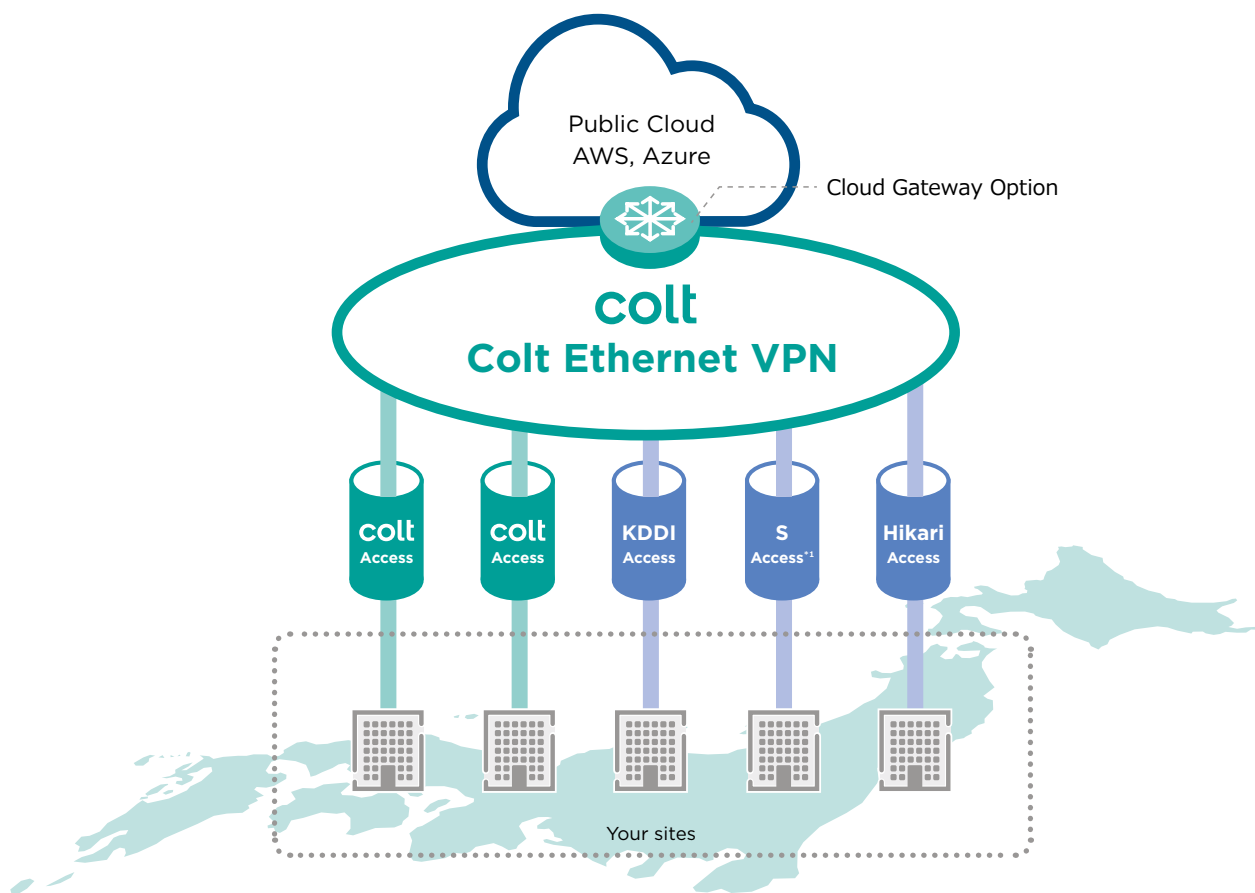 Public Cloud
AWS, Azure
Cloud Gateway Option
colt
Colt Ethernet VPN
colt
Access
colt
Access
KDDI
Access
S
Access*1
Hikari
Access
Your sites